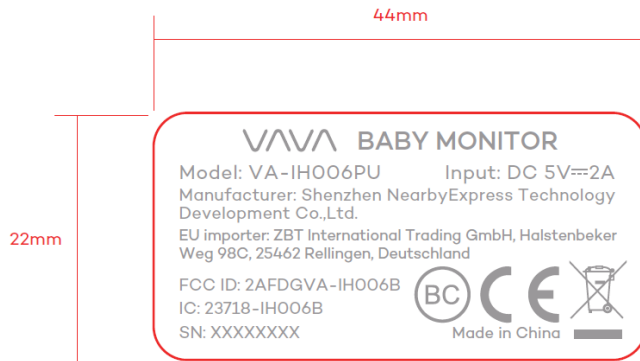 44mm
22mm
VAVA BABY MONITOR
Model: VA-IH006PU Input: DC 5V⎓2A
Manufacturer: Shenzhen NearbyExpress Technology
Development Co.,Ltd.
EU importer: ZBT International Trading GmbH, Halstenbeker
Weg 98C, 25462 Rellingen, Deutschland
FCC ID: 2AFDGVA-IH006B
IC: 23718-IH006B
SN: XXXXXXXX
BC CE
Made in China